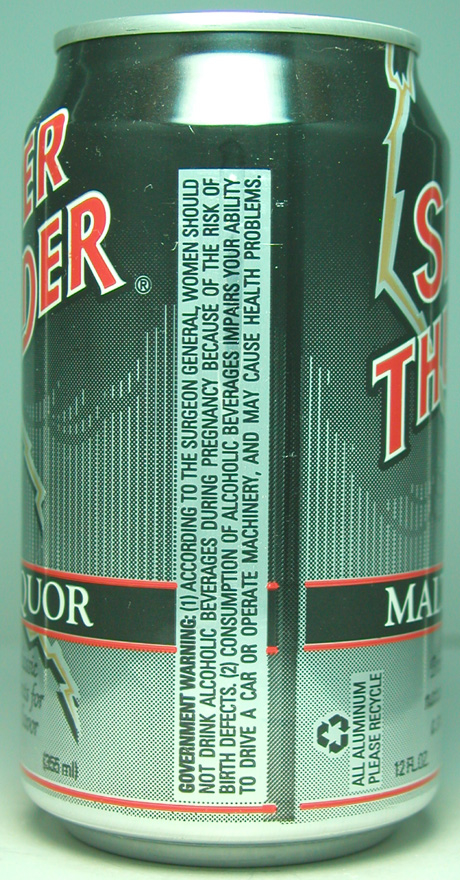 ER
DER ®
QUOR
for
(355 ml)
GOVERNMENT WARNING: (1) ACCORDING TO THE SURGEON GENERAL, WOMEN SHOULD
NOT DRINK ALCOHOLIC BEVERAGES DURING PREGNANCY BECAUSE OF THE RISK OF
BIRTH DEFECTS. (2) CONSUMPTION OF ALCOHOLIC BEVERAGES IMPAIRS YOUR ABILITY
TO DRIVE A CAR OR OPERATE MACHINERY, AND MAY CAUSE HEALTH PROBLEMS.
S
TH
MAL
ALL ALUMINUM
PLEASE RECYCLE
12 FL.OZ.